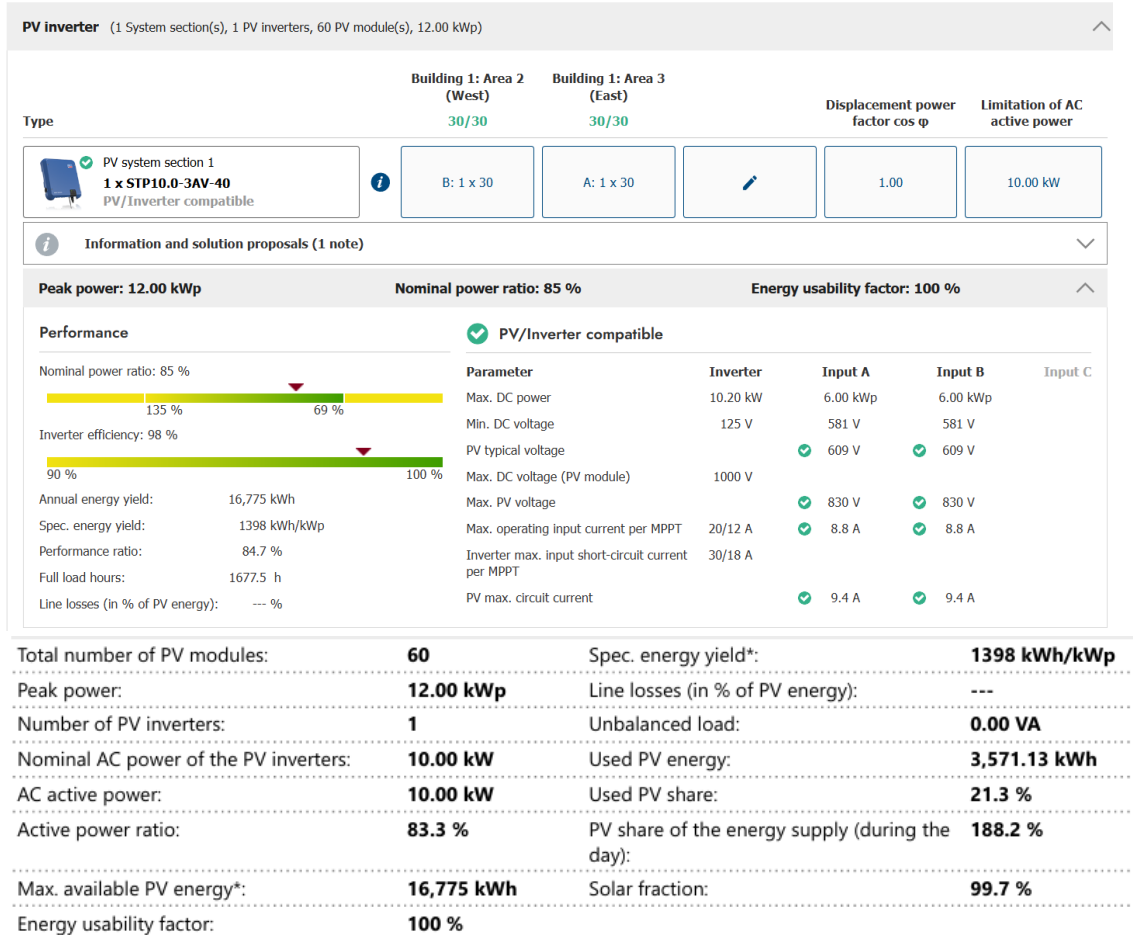 PV inverter (1 System section(s), 1 PV inverters, 60 PV module(s), 12.00 kWp)
Type
Building 1: Area 2
(West)
30/30
Building 1: Area 3
(East)
30/30
Displacement power
factor cos φ
Limitation of AC
active power
PV system section 1
1 x STP10.0-3AV-40
PV/Inverter compatible
i
B: 1 x 30
A: 1 x 30
1.00
10.00 kW
i Information and solution proposals (1 note)
Peak power: 12.00 kWp Nominal power ratio: 85 % Energy usability factor: 100 %
Performance
Nominal power ratio: 85 %
135 % 69 %
Inverter efficiency: 98 %
90 % 100 %
Annual energy yield: 16,775 kWh
Spec. energy yield: 1398 kWh/kWp
Performance ratio: 84.7 %
Full load hours: 1677.5 h
Line losses (in % of PV energy): --- %
PV/Inverter compatible
Parameter Inverter Input A Input B Input C
Max. DC power 10.20 kW 6.00 kWp 6.00 kWp
Min. DC voltage 125 V 581 V 581 V
PV typical voltage 609 V 609 V
Max. DC voltage (PV module) 1000 V
Max. PV voltage 830 V 830 V
Max. operating input current per MPPT 20/12 A 8.8 A 8.8 A
Inverter max. input short-circuit current 30/18 A
per MPPT
PV max. circuit current 9.4 A 9.4 A
Total number of PV modules: 60 Spec. energy yield*: 1398 kWh/kWp
Peak power: 12.00 kWp Line losses (in % of PV energy): ---
Number of PV inverters: 1 Unbalanced load: 0.00 VA
Nominal AC power of the PV inverters: 10.00 kW Used PV energy: 3,571.13 kWh
AC active power: 10.00 kW Used PV share: 21.3 %
Active power ratio: 83.3 % PV share of the energy supply (during the 188.2 %
day):
Max. available PV energy*: 16,775 kWh Solar fraction: 99.7 %
Energy usability factor: 100 %